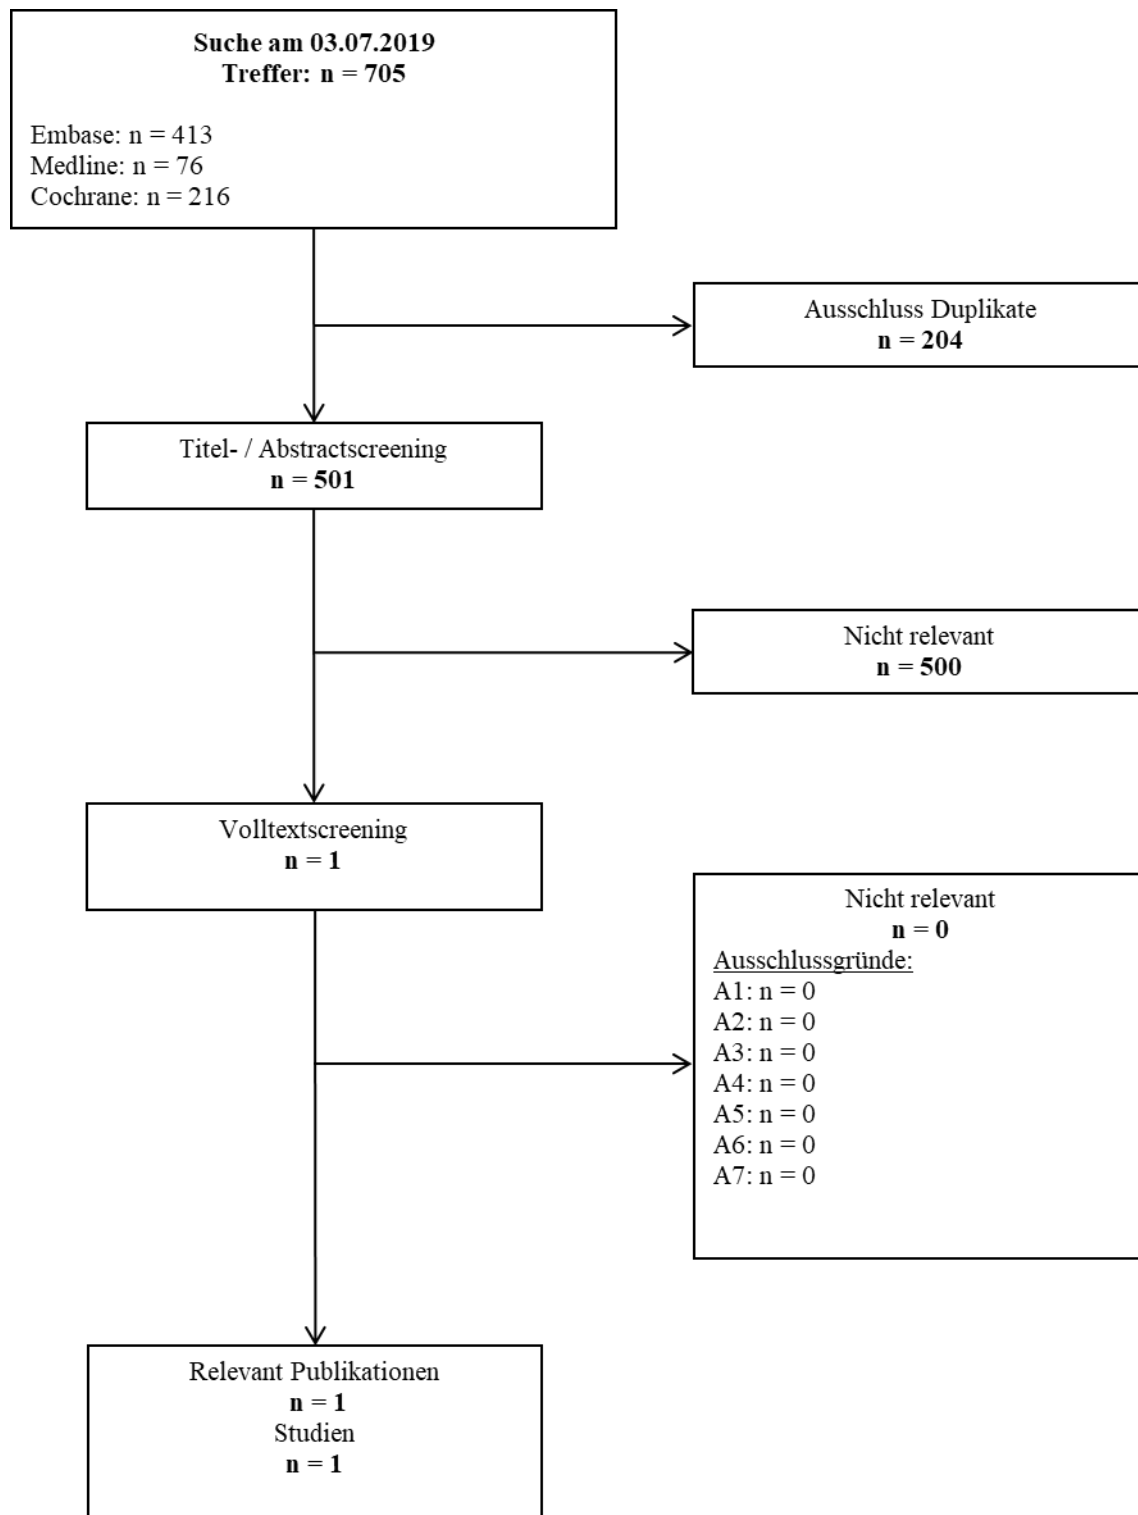 Suche am 03.07.2019
Treffer: n = 705
Embase: n = 413
Medline: n = 76
Cochrane: n = 216
Ausschluss Duplikate
n = 204
Titel- / Abstractscreening
n = 501
Nicht relevant
n = 500
Volltextscreening
n = 1
Nicht relevant
n = 0
Ausschlussgründe:
A1: n = 0
A2: n = 0
A3: n = 0
A4: n = 0
A5: n = 0
A6: n = 0
A7: n = 0
Relevant Publikationen
n = 1
Studien
n = 1